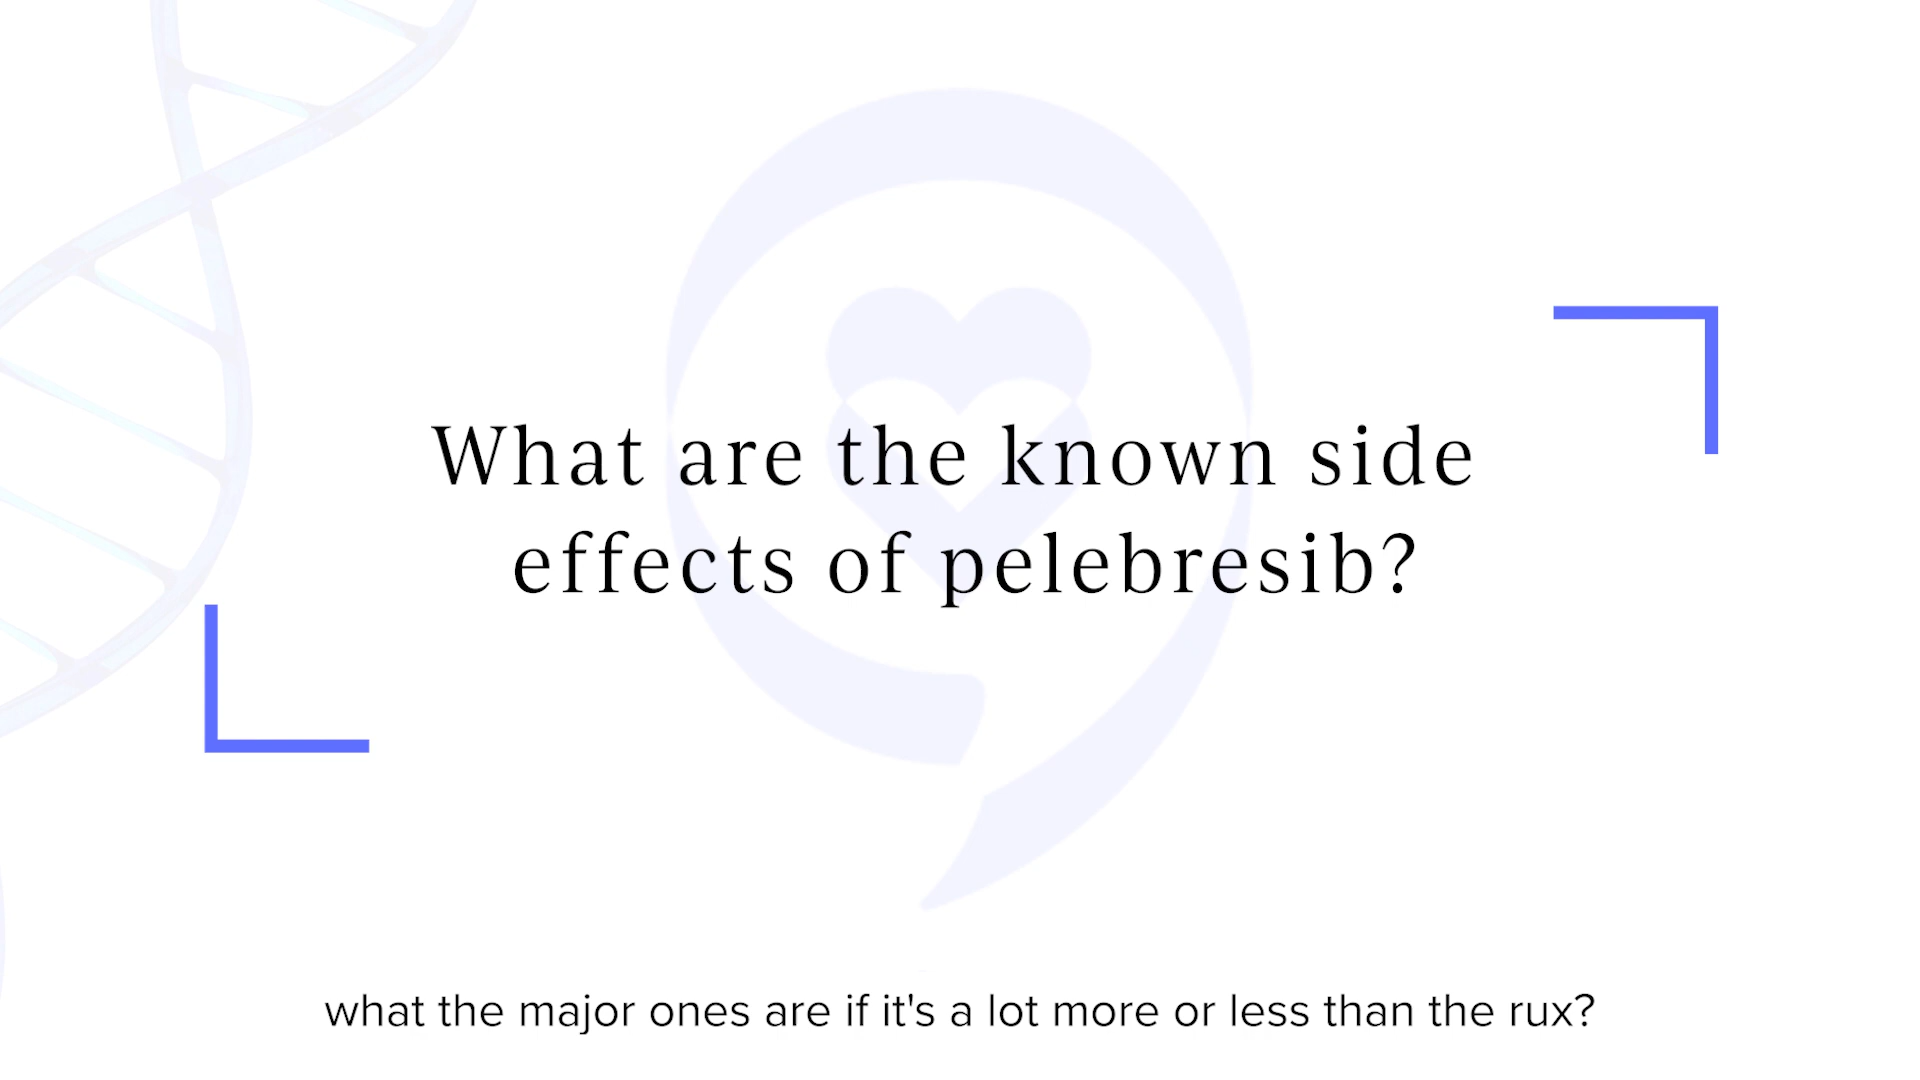 What are the known side
effects of pelebresib?
what the major ones are if it's a lot more or less than the rux?